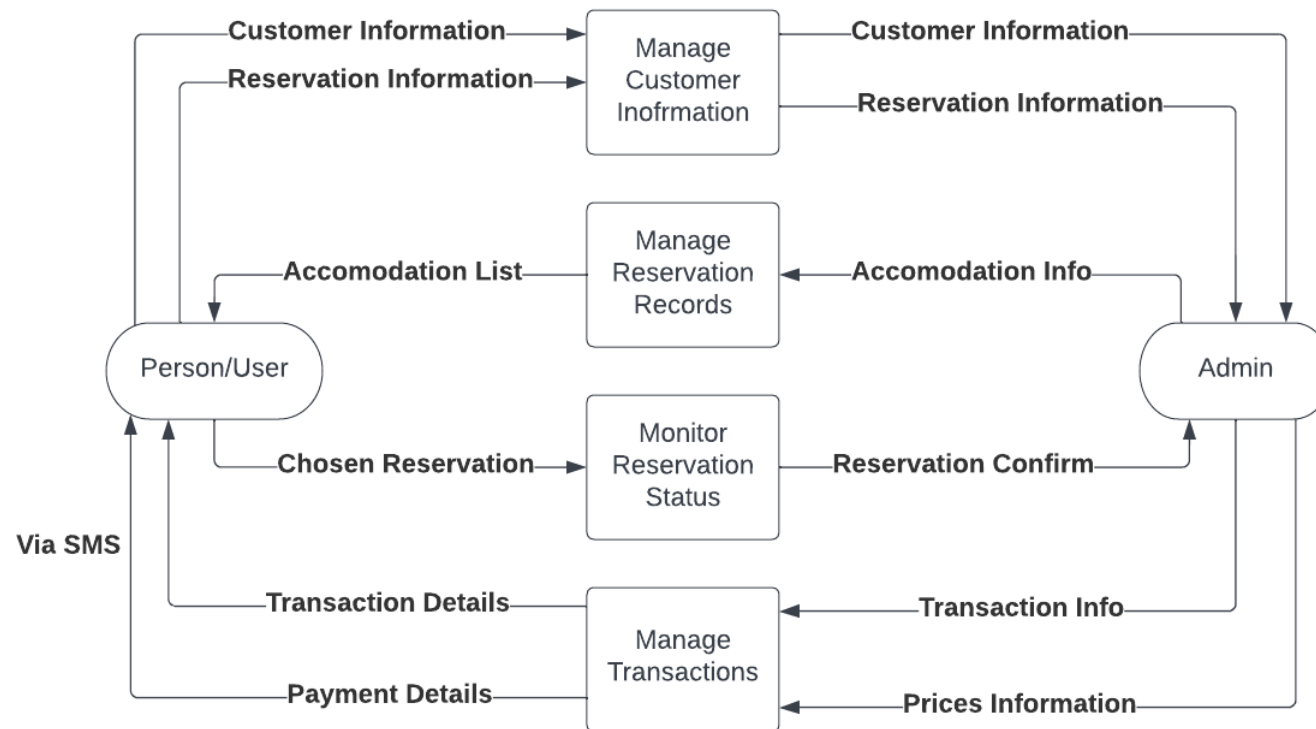 Customer Information
Manage
Customer
Inofrmation
Customer Information
Reservation Information
Reservation Information
Accomodation List
Manage
Reservation
Records
Accomodation Info
Person/User
Admin
Chosen Reservation
Monitor
Reservation
Status
Reservation Confirm
Via SMS
Transaction Details
Manage
Transactions
Transaction Info
Payment Details
Prices Information